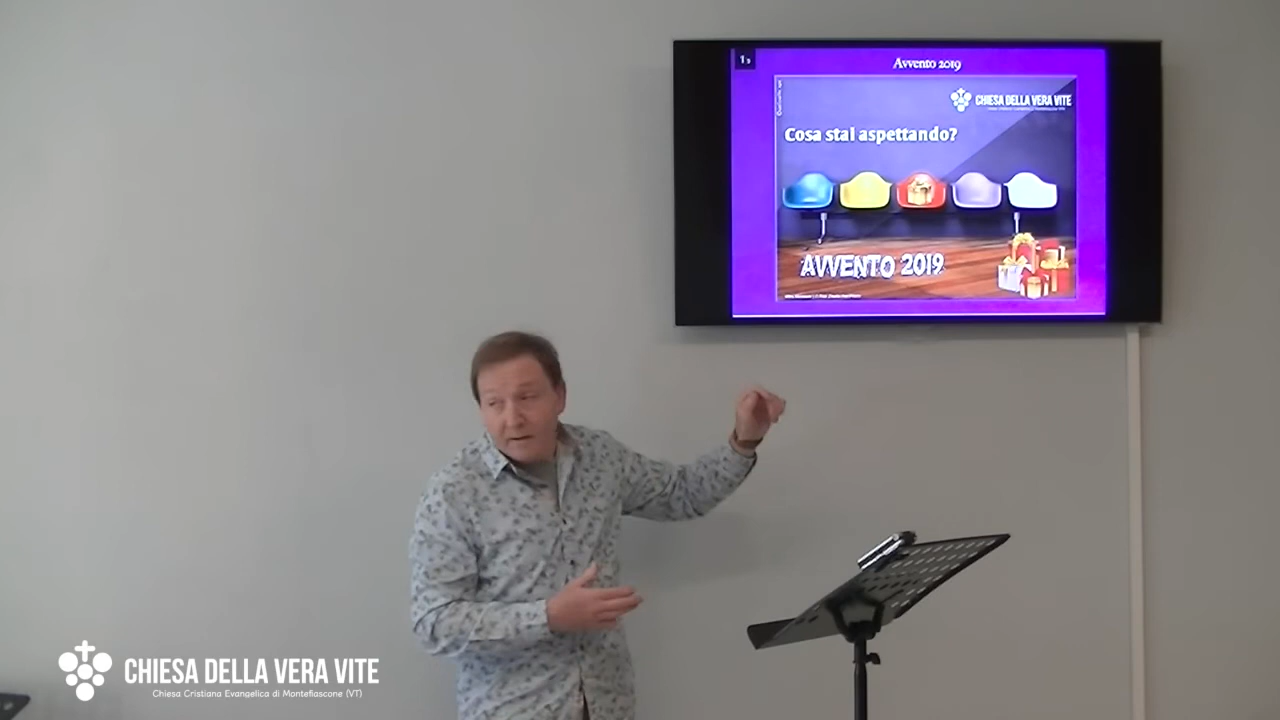 Avvento 2019
CHIESA DELLA VERA VITE
Cosa stai aspettando?
AVVENTO 2019
CHIESA DELLA VERA VITE
Chiesa Cristiana Evangelica di Montefiascone (VT)